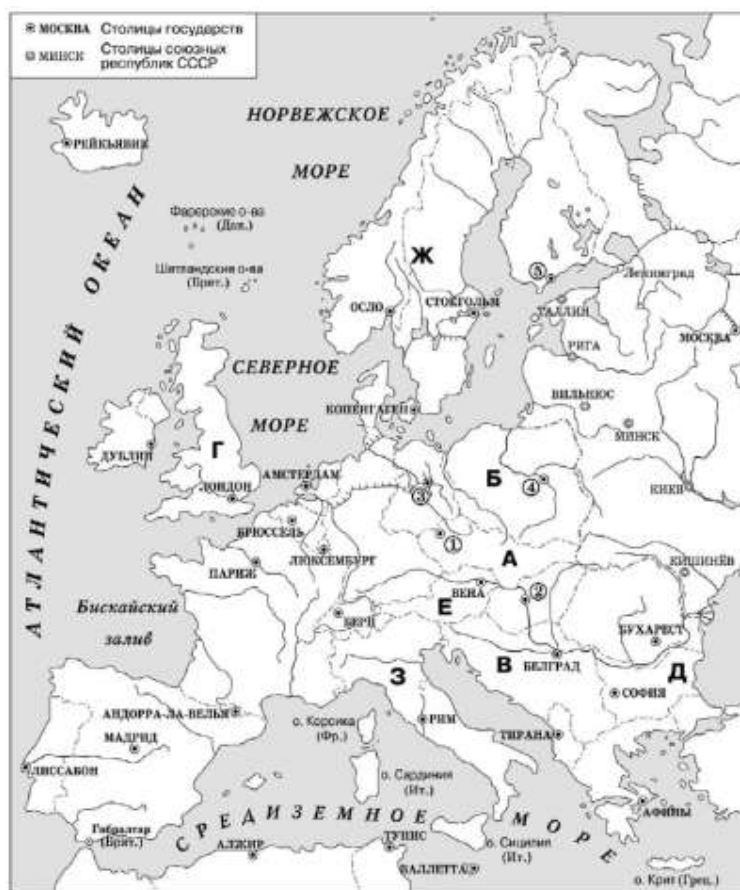 МОСКВА Столицы государств
МИНСК Столицы союзных
республик СССР
РЕЙКЬЯВИК
НОРВЕЖСКОЕ
МОРЕ
АТЛАНТИЧЕСКИЙ ОКЕАН
Фарерские о-ва
(Дат.)
Шетландские о-ва
(Брит.)
Ж
5
Ленинград
ОСЛО
СТОКГОЛЬМ
ТАЛЛИН
МОСКВА
РИГА
СЕВЕРНОЕ
МОРЕ
КОПЕНГАГЕН
ВИЛЬНЮС
МИНСК
ДУБЛИН
Г
ЛОНДОН
АМСТЕРДАМ
3
Б
4
КИЕВ
БРЮССЕЛЬ
1
А
ПАРИЖ
ЛЮКСЕМБУРГ
КИШИНЁВ
ВЕНА
2
Бискайский
залив
БЕРН
Е
БУХАРЕСТ
З
В
БЕЛГРАД
Д
СОФИЯ
АНДОРРА-ЛА-ВЕЛЬЯ
МАДРИД
о. Корсика
(Фр.)
РИМ
ТИРАНА
ЛИССАБОН
о. Сардиния
(Ит.)
СРЕДИЗЕМНОЕ МОРЕ
Гибралтар
(Брит.)
АЛЖИР
ТУНИС
о. Сицилия
(Ит.)
АФИНЫ
ВАЛЛЕТТА
о. Крит (Грец.)